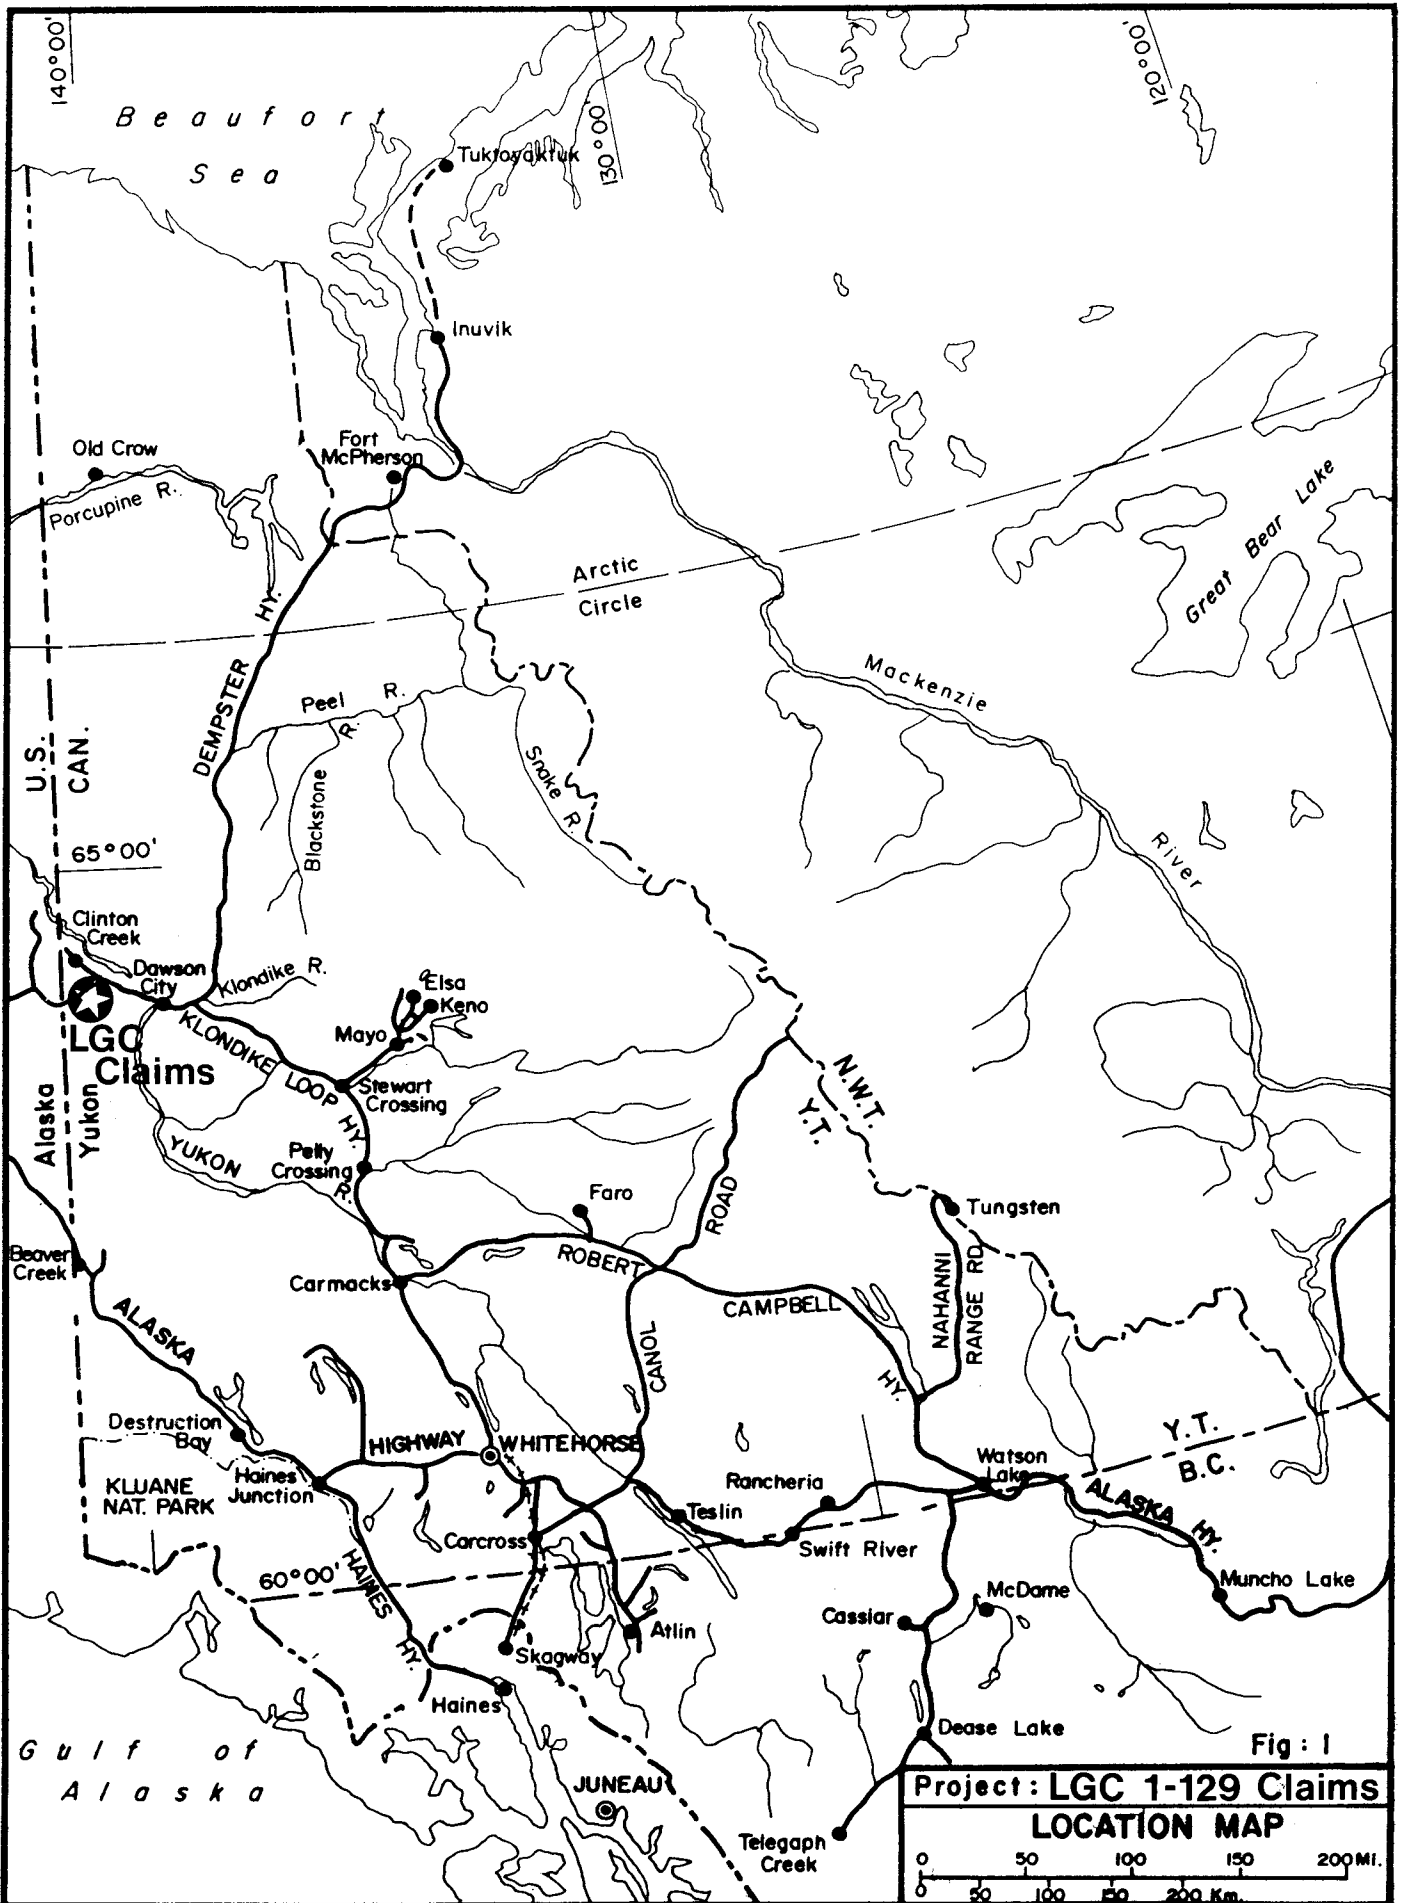 140°00'
120°00'
Beaufort
Sea
130°00'
Tuktoyaktuk
Inuvik
Old Crow
Fort
McPherson
Porcupine R.
Great Bear Lake
Arctic
Circle
HY.
DEMPSTER
Mackenzie
River
Peel R.
R.
Blackstone
Snake R.
U.S.
CAN.
65°00'
Clinton
Creek
Dawson
City
Klondike R.
Elsa
Keno
Mayo
LGC
Claims
KLONDIKE LOOP HY.
Stewart
Crossing
Alaska
Yukon
N.W.T.
Y.T.
YUKON
R.
Pelly
Crossing
Faro
ROAD
Tungsten
Beaver
Creek
Carmacks
ROBERT
CAMPBELL
HY.
NAHANNI
RANGE RD.
ALASKA
CANOL
Destruction
Bay
HIGHWAY
WHITEHORSE
Y.T.
B.C.
Watson
Lake
KLUANE
NAT. PARK
Haines
Junction
Rancheria
Teslin
ALASKA
HY.
Carcross
Swift River
60°00'
HAINES
HY.
McDame
Muncho Lake
Cassiar
Atlin
Skagway
Haines
Dease Lake
Gulf of
Alaska
JUNEAU
Telegaph
Creek
Fig : 1
Project: LGC 1-129 Claims
LOCATION MAP
0 50 100 150 200 Mi.
0 50 100 150 200 Km.